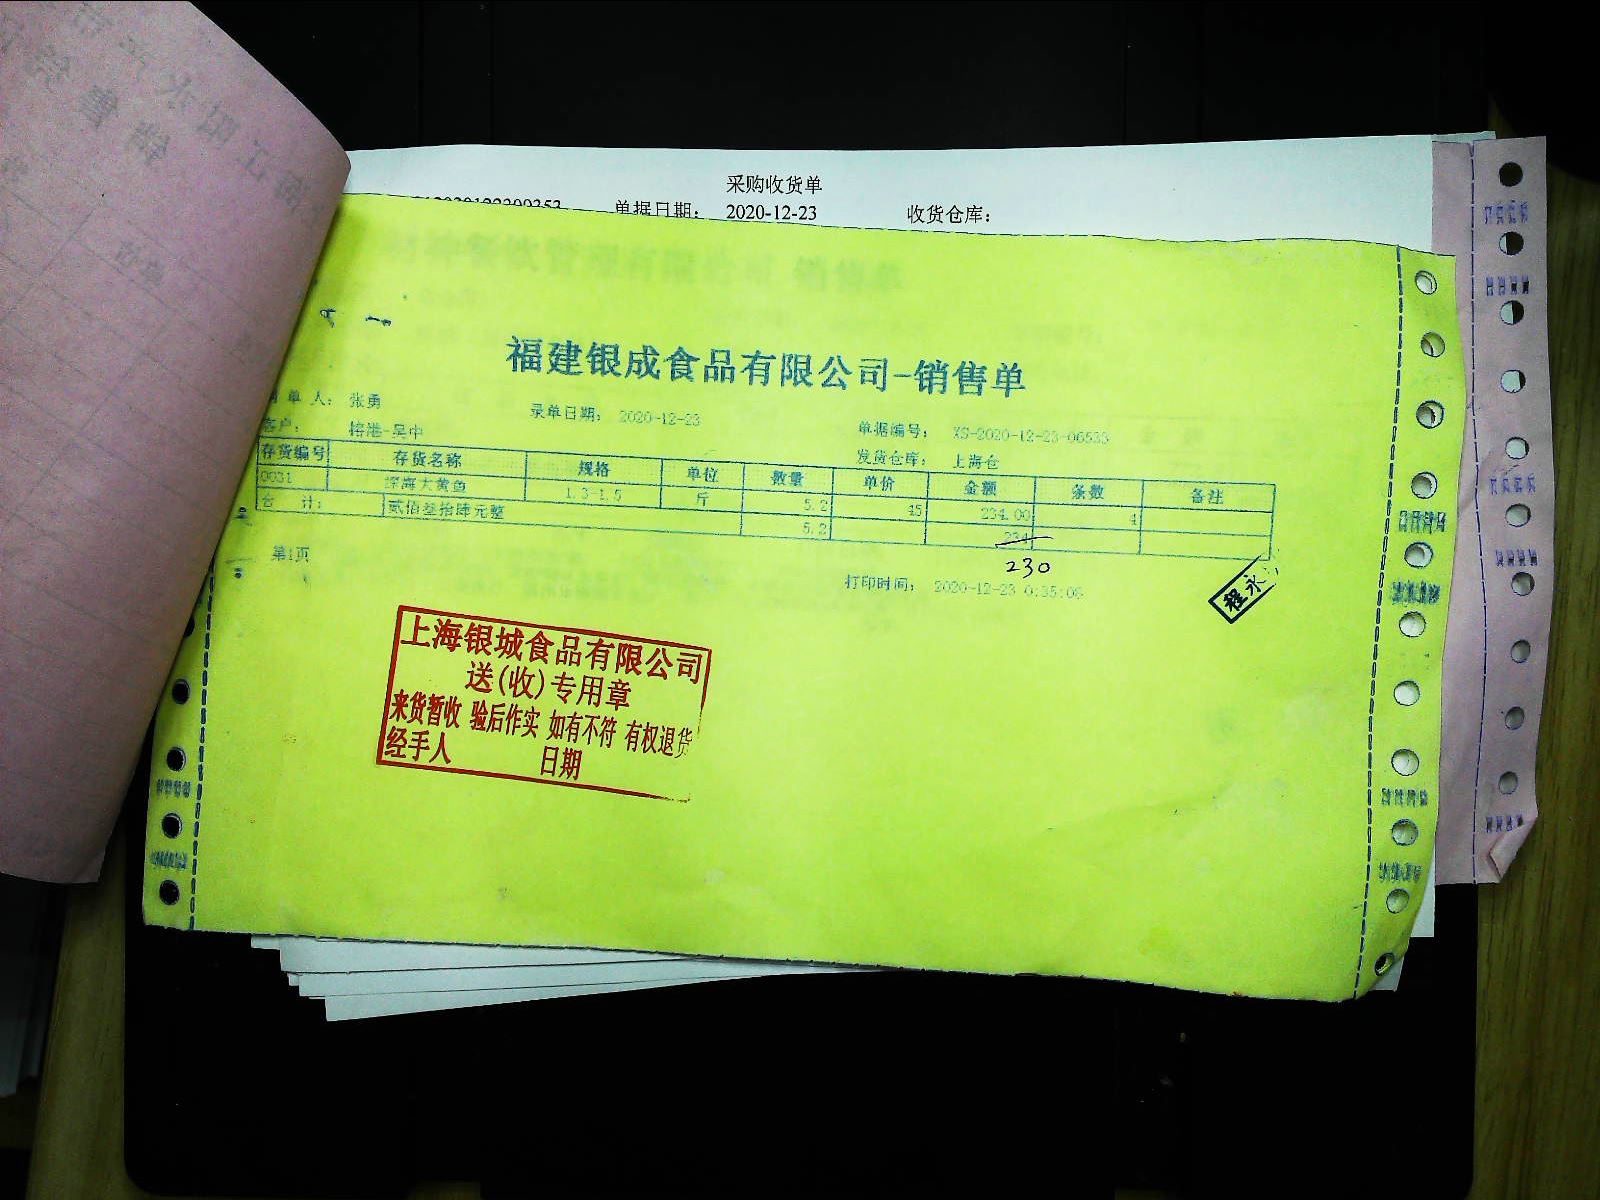 采购收货单
单据日期： 2020-12-23 收货仓库：
福建银成食品有限公司-销售单
单 人： 张勇 录单日期： 2020-12-23 单据编号： XS-2020-12-23-06533
客户： 榕港-吴中 发货仓库： 上海仓
存货编号 存货名称 规格 单位 数量 单价 金额 条数 备注
0031 深海大黄鱼 1.3-1.5 斤 5.2 45 234.00 4
合 计： 贰佰叁拾肆元整 5.2 234
230
第1页 打印时间： 2020-12-23 0:35:06
程永
上海银城食品有限公司
送(收)专用章
来货暂收 验后作实 如有不符 有权退货
经手人 日期